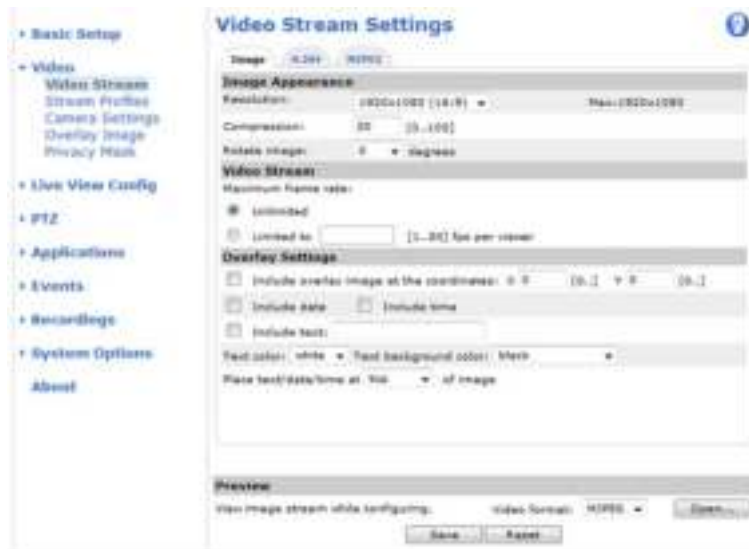 Video Stream Settings
Basic Setup
Video
Video Stream
Stream Profiles
Camera Settings
Overlay Image
Privacy Mask
Live View Config
PTZ
Applications
Events
Recordings
System Options
About
Image H.264 MJPEG
Image Appearance
Resolution: 1920x1080 (16:9) Max:1920x1080
Compression: [0..100]
Rotate image: 0 degrees
Video Stream
Maximum frame rate:
Unlimited
Limited to [1..] fps per viewer
Overlay Settings
Include overlay image at the coordinates: X 0 [0..] Y 0 [0..]
Include date Include time
Include text:
Text color: white Text background color: black
Place text/date/time at top of image
Preview
View image stream while configuring. Video format: MJPEG Open...
Save Reset